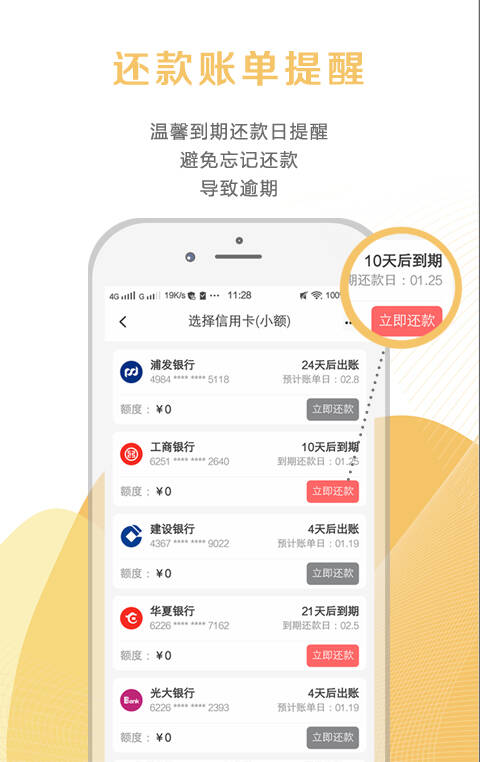 还款账单提醒
温馨到期还款日提醒
避免忘记还款
导致逾期
10天后到期
期还款日：01.25
立即还款
4G G 19K/s 11:28 100%
选择信用卡(小额)
浦发银行 24天后出账
4984 **** **** 5118 预计账单日：02.8
额度：¥0 立即还款
工商银行 10天后到期
6251 **** **** 2640 到期还款日：01.25
额度：¥0 立即还款
建设银行 4天后出账
4367 **** **** 9022 预计账单日：01.19
额度：¥0 立即还款
华夏银行 21天后到期
6226 **** **** 7162 到期还款日：02.5
额度：¥0 立即还款
光大银行 4天后出账
Bank 6226 **** **** 2393 预计账单日：01.19
额度：¥0 立即还款